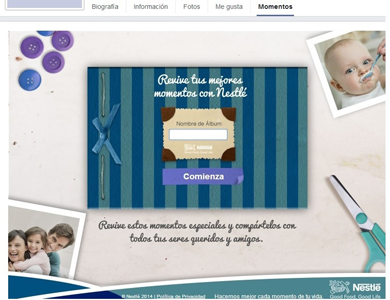 Biografía Información Fotos Me gusta Momentos
Revive tus mejores
momentos con Nestlé
Nombre de Álbum:
Nestlé
Comienza
Revive estos momentos especiales y compártelos con
todos tus seres queridos y amigos.
® Nestlé 2014 | Política de Privacidad
Hacemos mejor cada momento de tu vida.
Nestlé
Good Food, Good Life